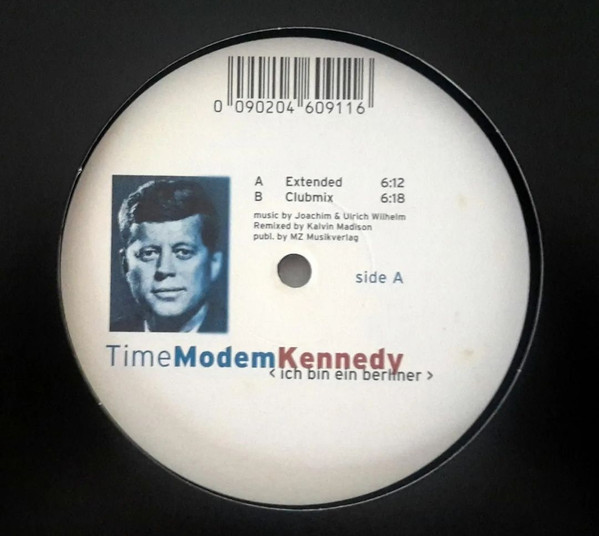 0 090204 609116
A Extended 6:12
B Clubmix 6:18
music by Joachim & Ulrich Wilhelm
Remixed by Kalvin Madison
publ. by MZ Musikverlag
side A
TimeModemKennedy
< ich bin ein berliner >